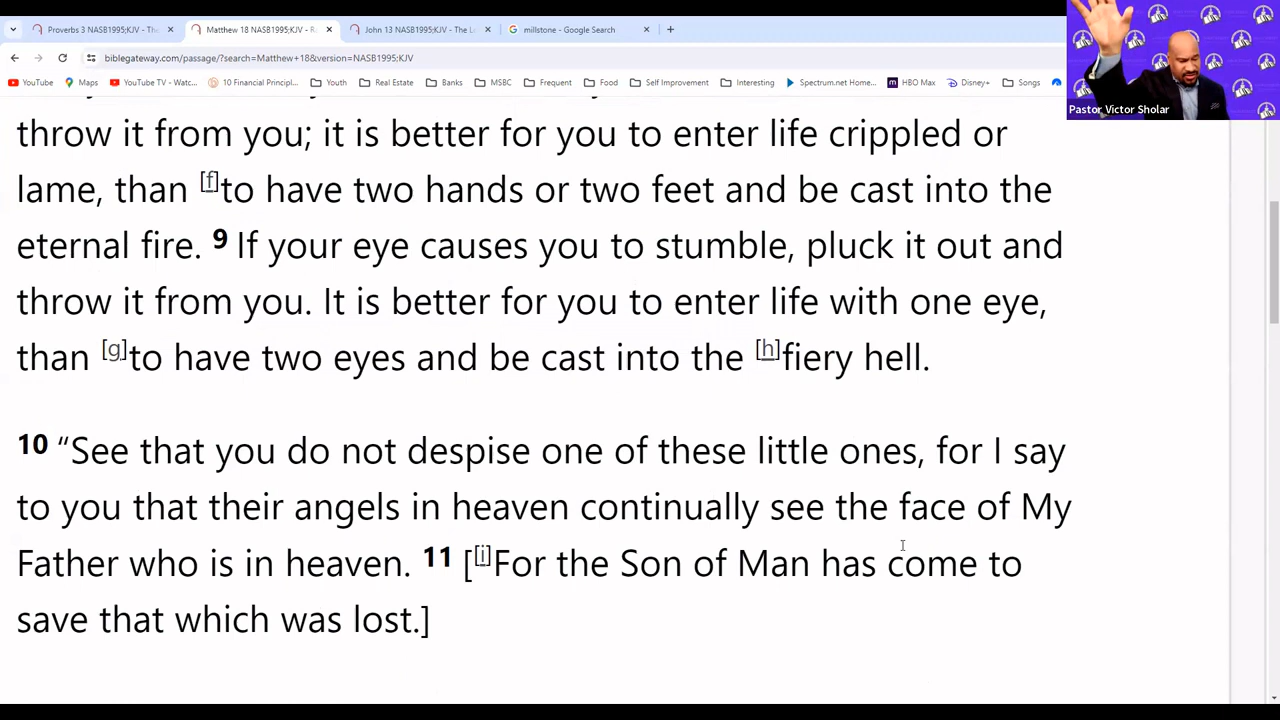 Proverbs 3 NASB1995;KJV - The
Matthew 18 NASB1995;KJV - R
John 13 NASB1995;KJV - The L
millstone - Google Search
biblegateway.com/passage/?search=Matthew+18&version=NASB1995;KJV
YouTube
Maps
YouTube TV - Watc...
10 Financial Principl...
Youth
Real Estate
Banks
MSBC
Frequent
Food
Self Improvement
Interesting
Spectrum.net Home...
HBO Max
Disney+
Songs
Pastor Victor Sholar
throw it from you; it is better for you to enter life crippled or
lame, than [f]to have two hands or two feet and be cast into the
eternal fire. 9 If your eye causes you to stumble, pluck it out and
throw it from you. It is better for you to enter life with one eye,
than [g]to have two eyes and be cast into the [h]fiery hell.
10 “See that you do not despise one of these little ones, for I say
to you that their angels in heaven continually see the face of My
Father who is in heaven. 11 [[i]For the Son of Man has come to
save that which was lost.]